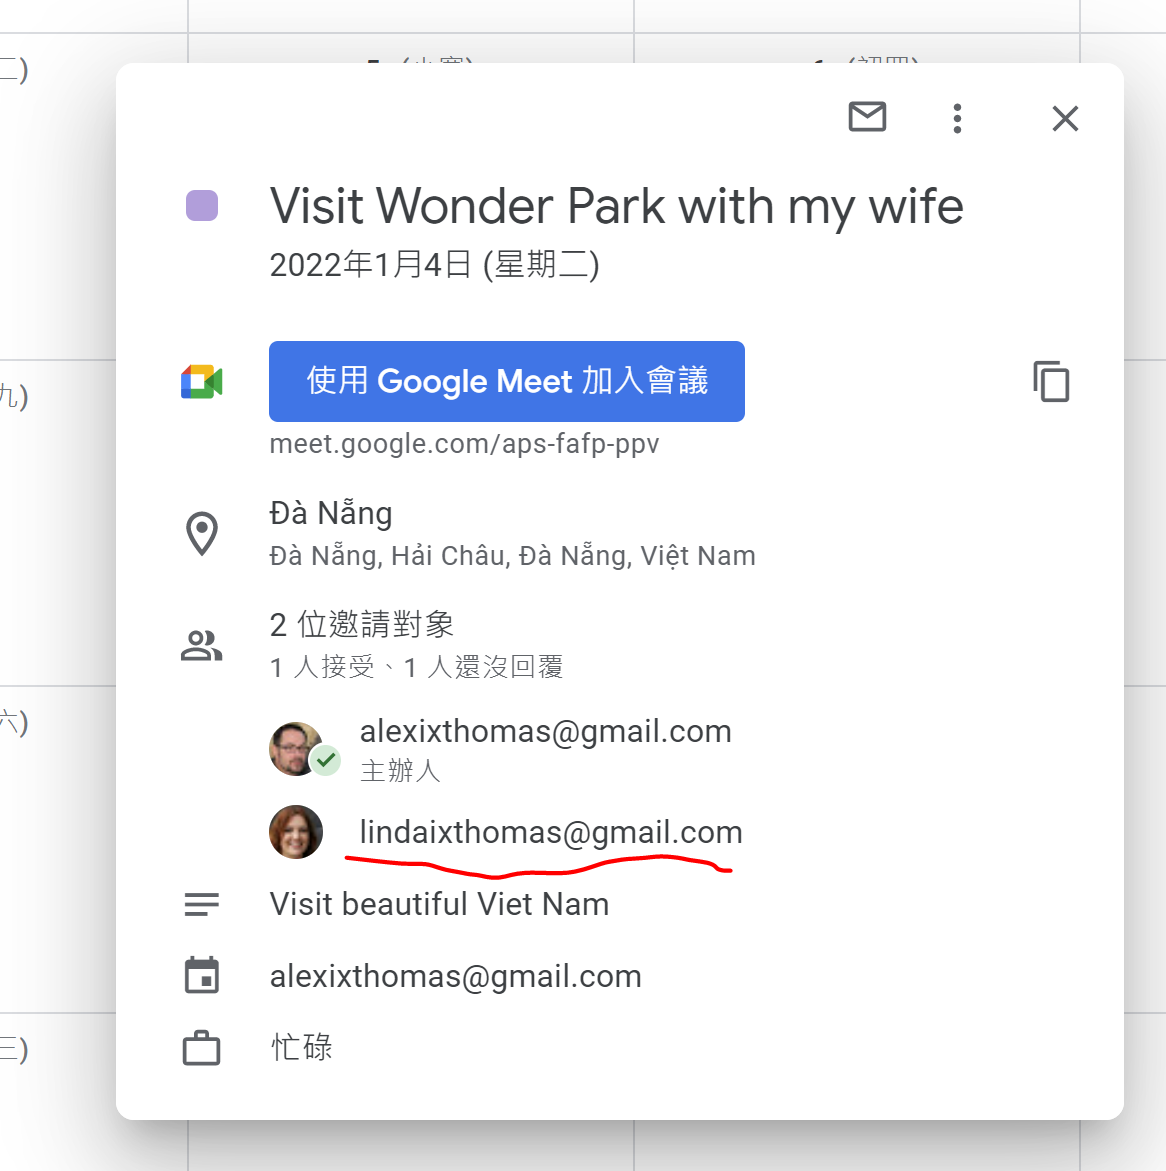 二)
九)
六)
三)
Visit Wonder Park with my wife
2022年1月4日 (星期二)
使用 Google Meet 加入會議
meet.google.com/aps-fafp-ppv
Đà Nẵng
Đà Nẵng, Hải Châu, Đà Nẵng, Việt Nam
2 位邀請對象
1 人接受、1 人還沒回覆
alexixthomas@gmail.com
主辦人
lindaixthomas@gmail.com
Visit beautiful Viet Nam
alexixthomas@gmail.com
忙碌